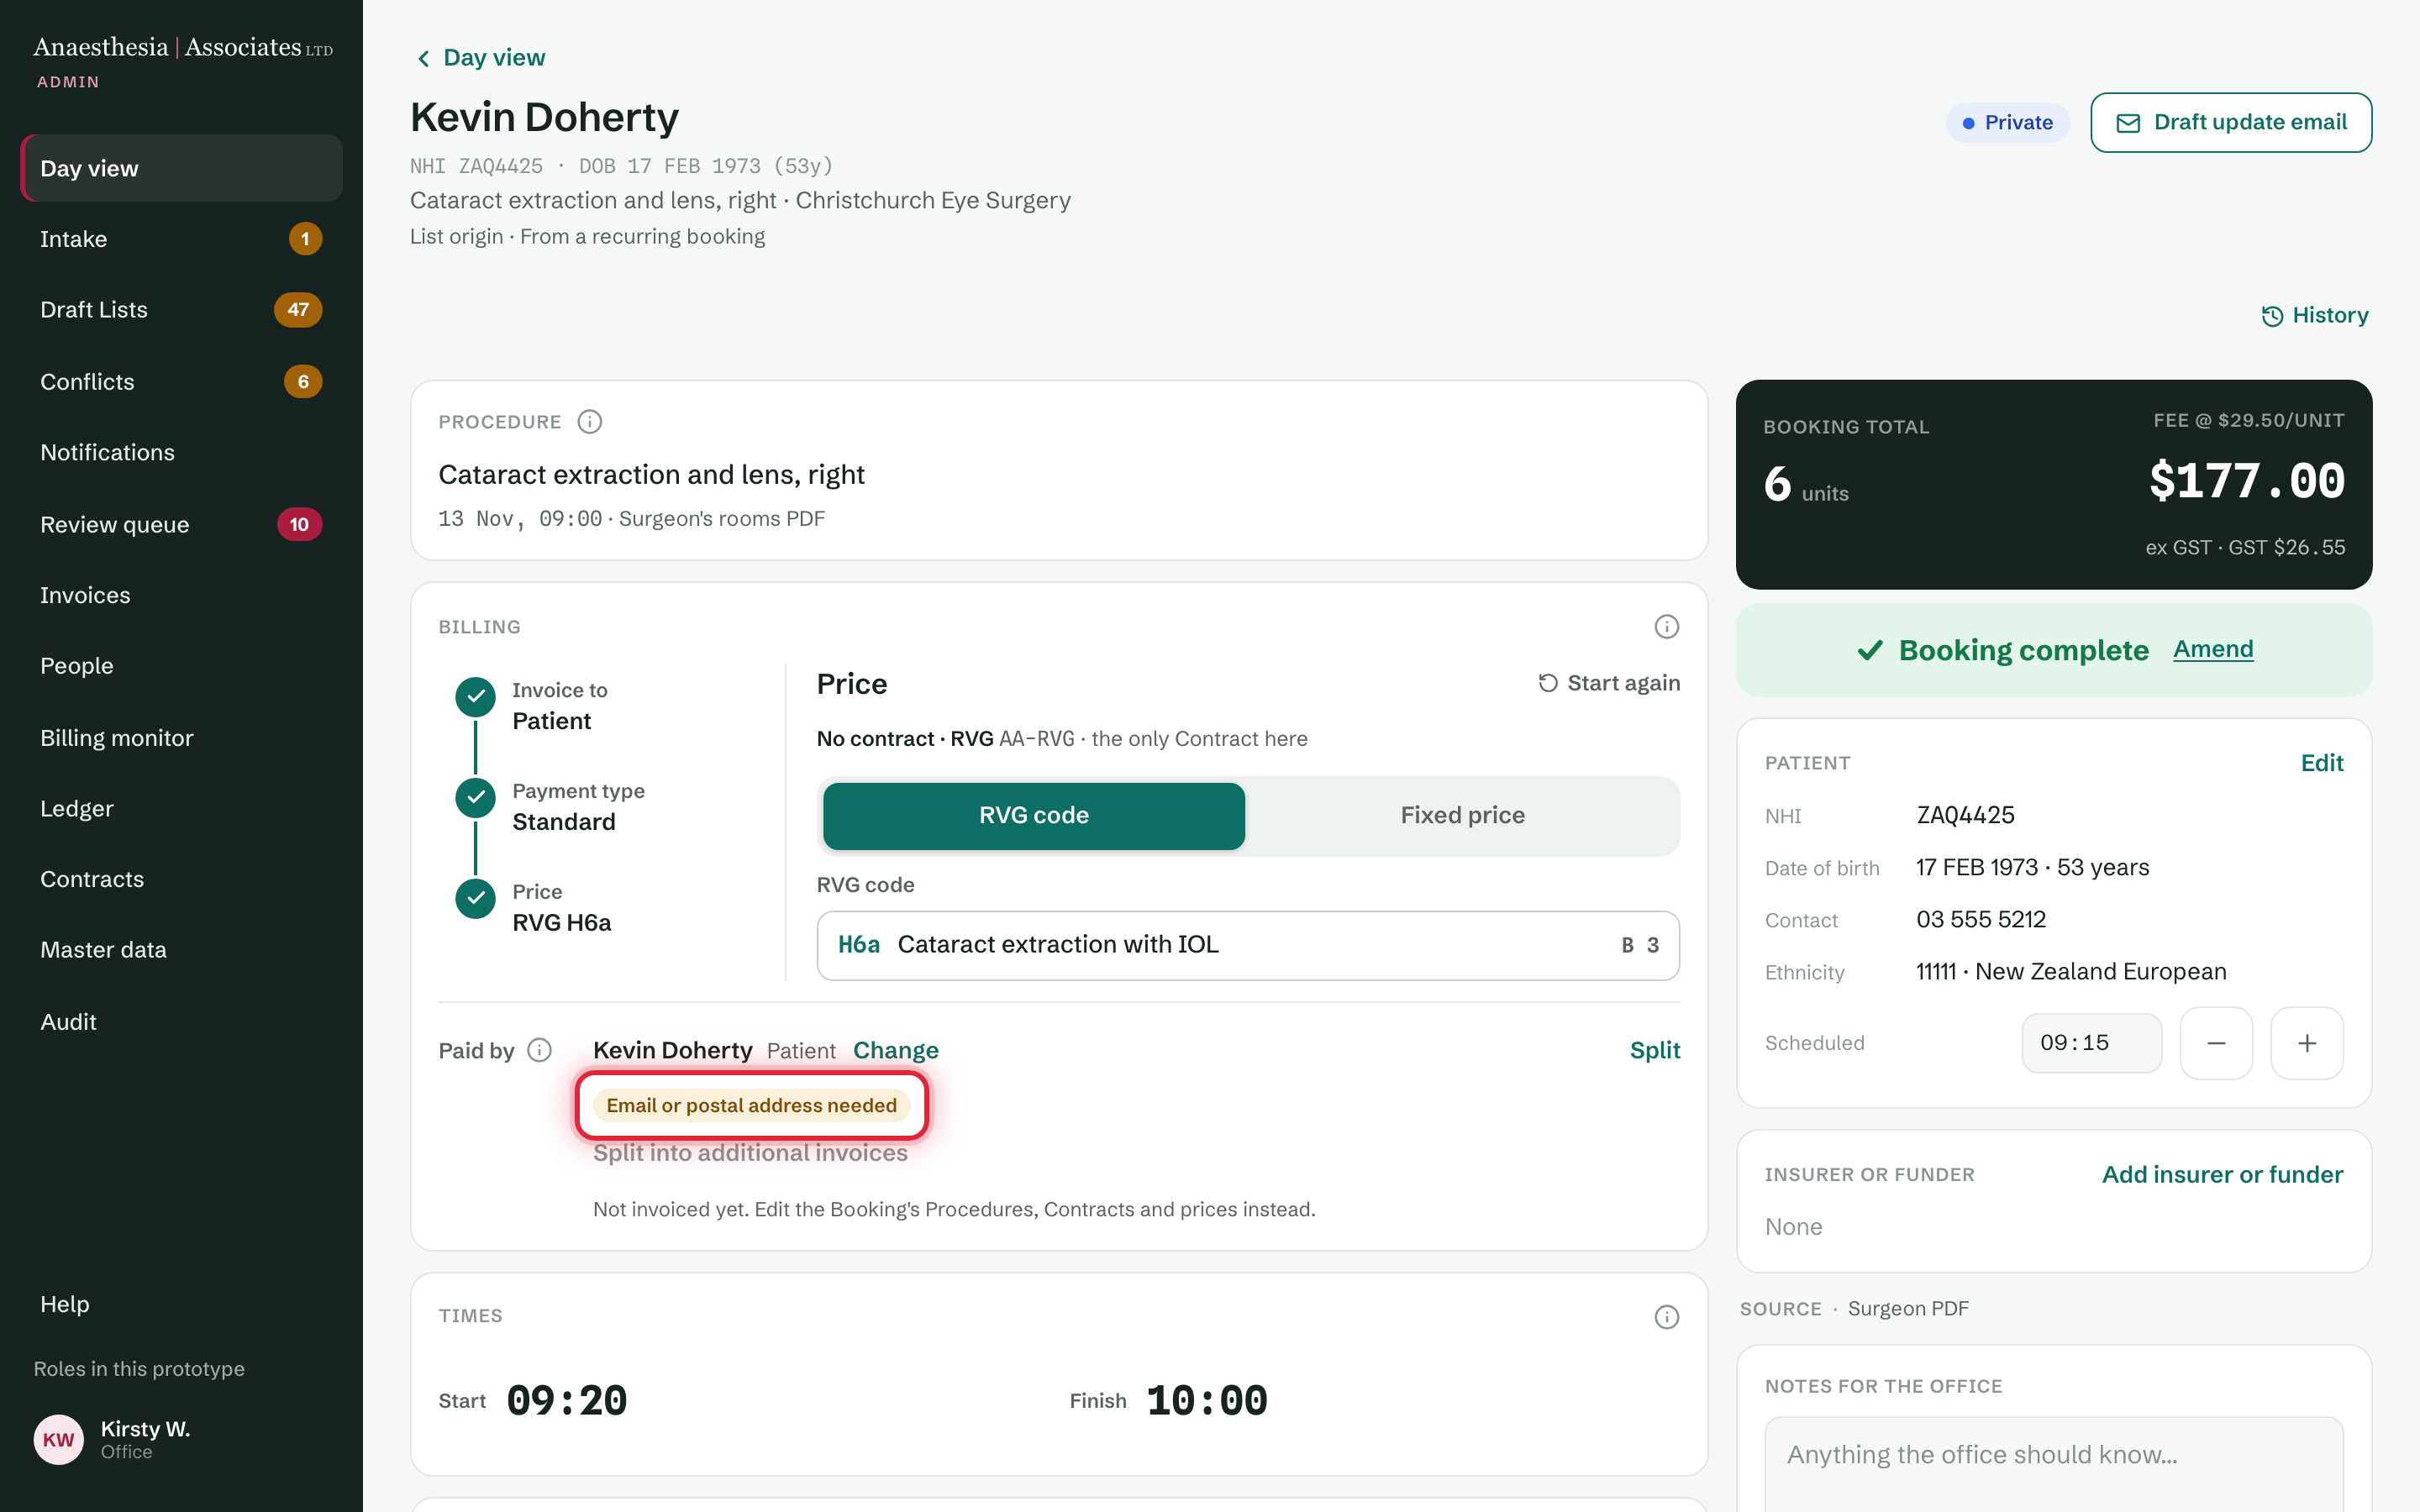 Anaesthesia | Associates LTD
ADMIN
Day view
Intake 1
Draft Lists 47
Conflicts 6
Notifications
Review queue 10
Invoices
People
Billing monitor
Ledger
Contracts
Master data
Audit
Help
Roles in this prototype
KW
Kirsty W.
Office
Day view
Kevin Doherty
NHI ZAQ4425 · DOB 17 FEB 1973 (53y)
Cataract extraction and lens, right · Christchurch Eye Surgery
List origin · From a recurring booking
Private
Draft update email
History
PROCEDURE
Cataract extraction and lens, right
13 Nov, 09:00 · Surgeon's rooms PDF
BILLING
Invoice to
Patient
Payment type
Standard
Price
RVG H6a
Price
Start again
No contract · RVG AA-RVG · the only Contract here
RVG code
Fixed price
RVG code
H6a Cataract extraction with IOL B 3
Paid by
Kevin Doherty Patient Change
Split
Email or postal address needed
Split into additional invoices
Not invoiced yet. Edit the Booking's Procedures, Contracts and prices instead.
TIMES
Start 09:20
Finish 10:00
BOOKING TOTAL
FEE @ $29.50/UNIT
6 units
$177.00
ex GST · GST $26.55
Booking complete Amend
PATIENT
Edit
NHI ZAQ4425
Date of birth 17 FEB 1973 · 53 years
Contact 03 555 5212
Ethnicity 11111 · New Zealand European
Scheduled 09:15 − +
INSURER OR FUNDER
Add insurer or funder
None
SOURCE · Surgeon PDF
NOTES FOR THE OFFICE
Anything the office should know...